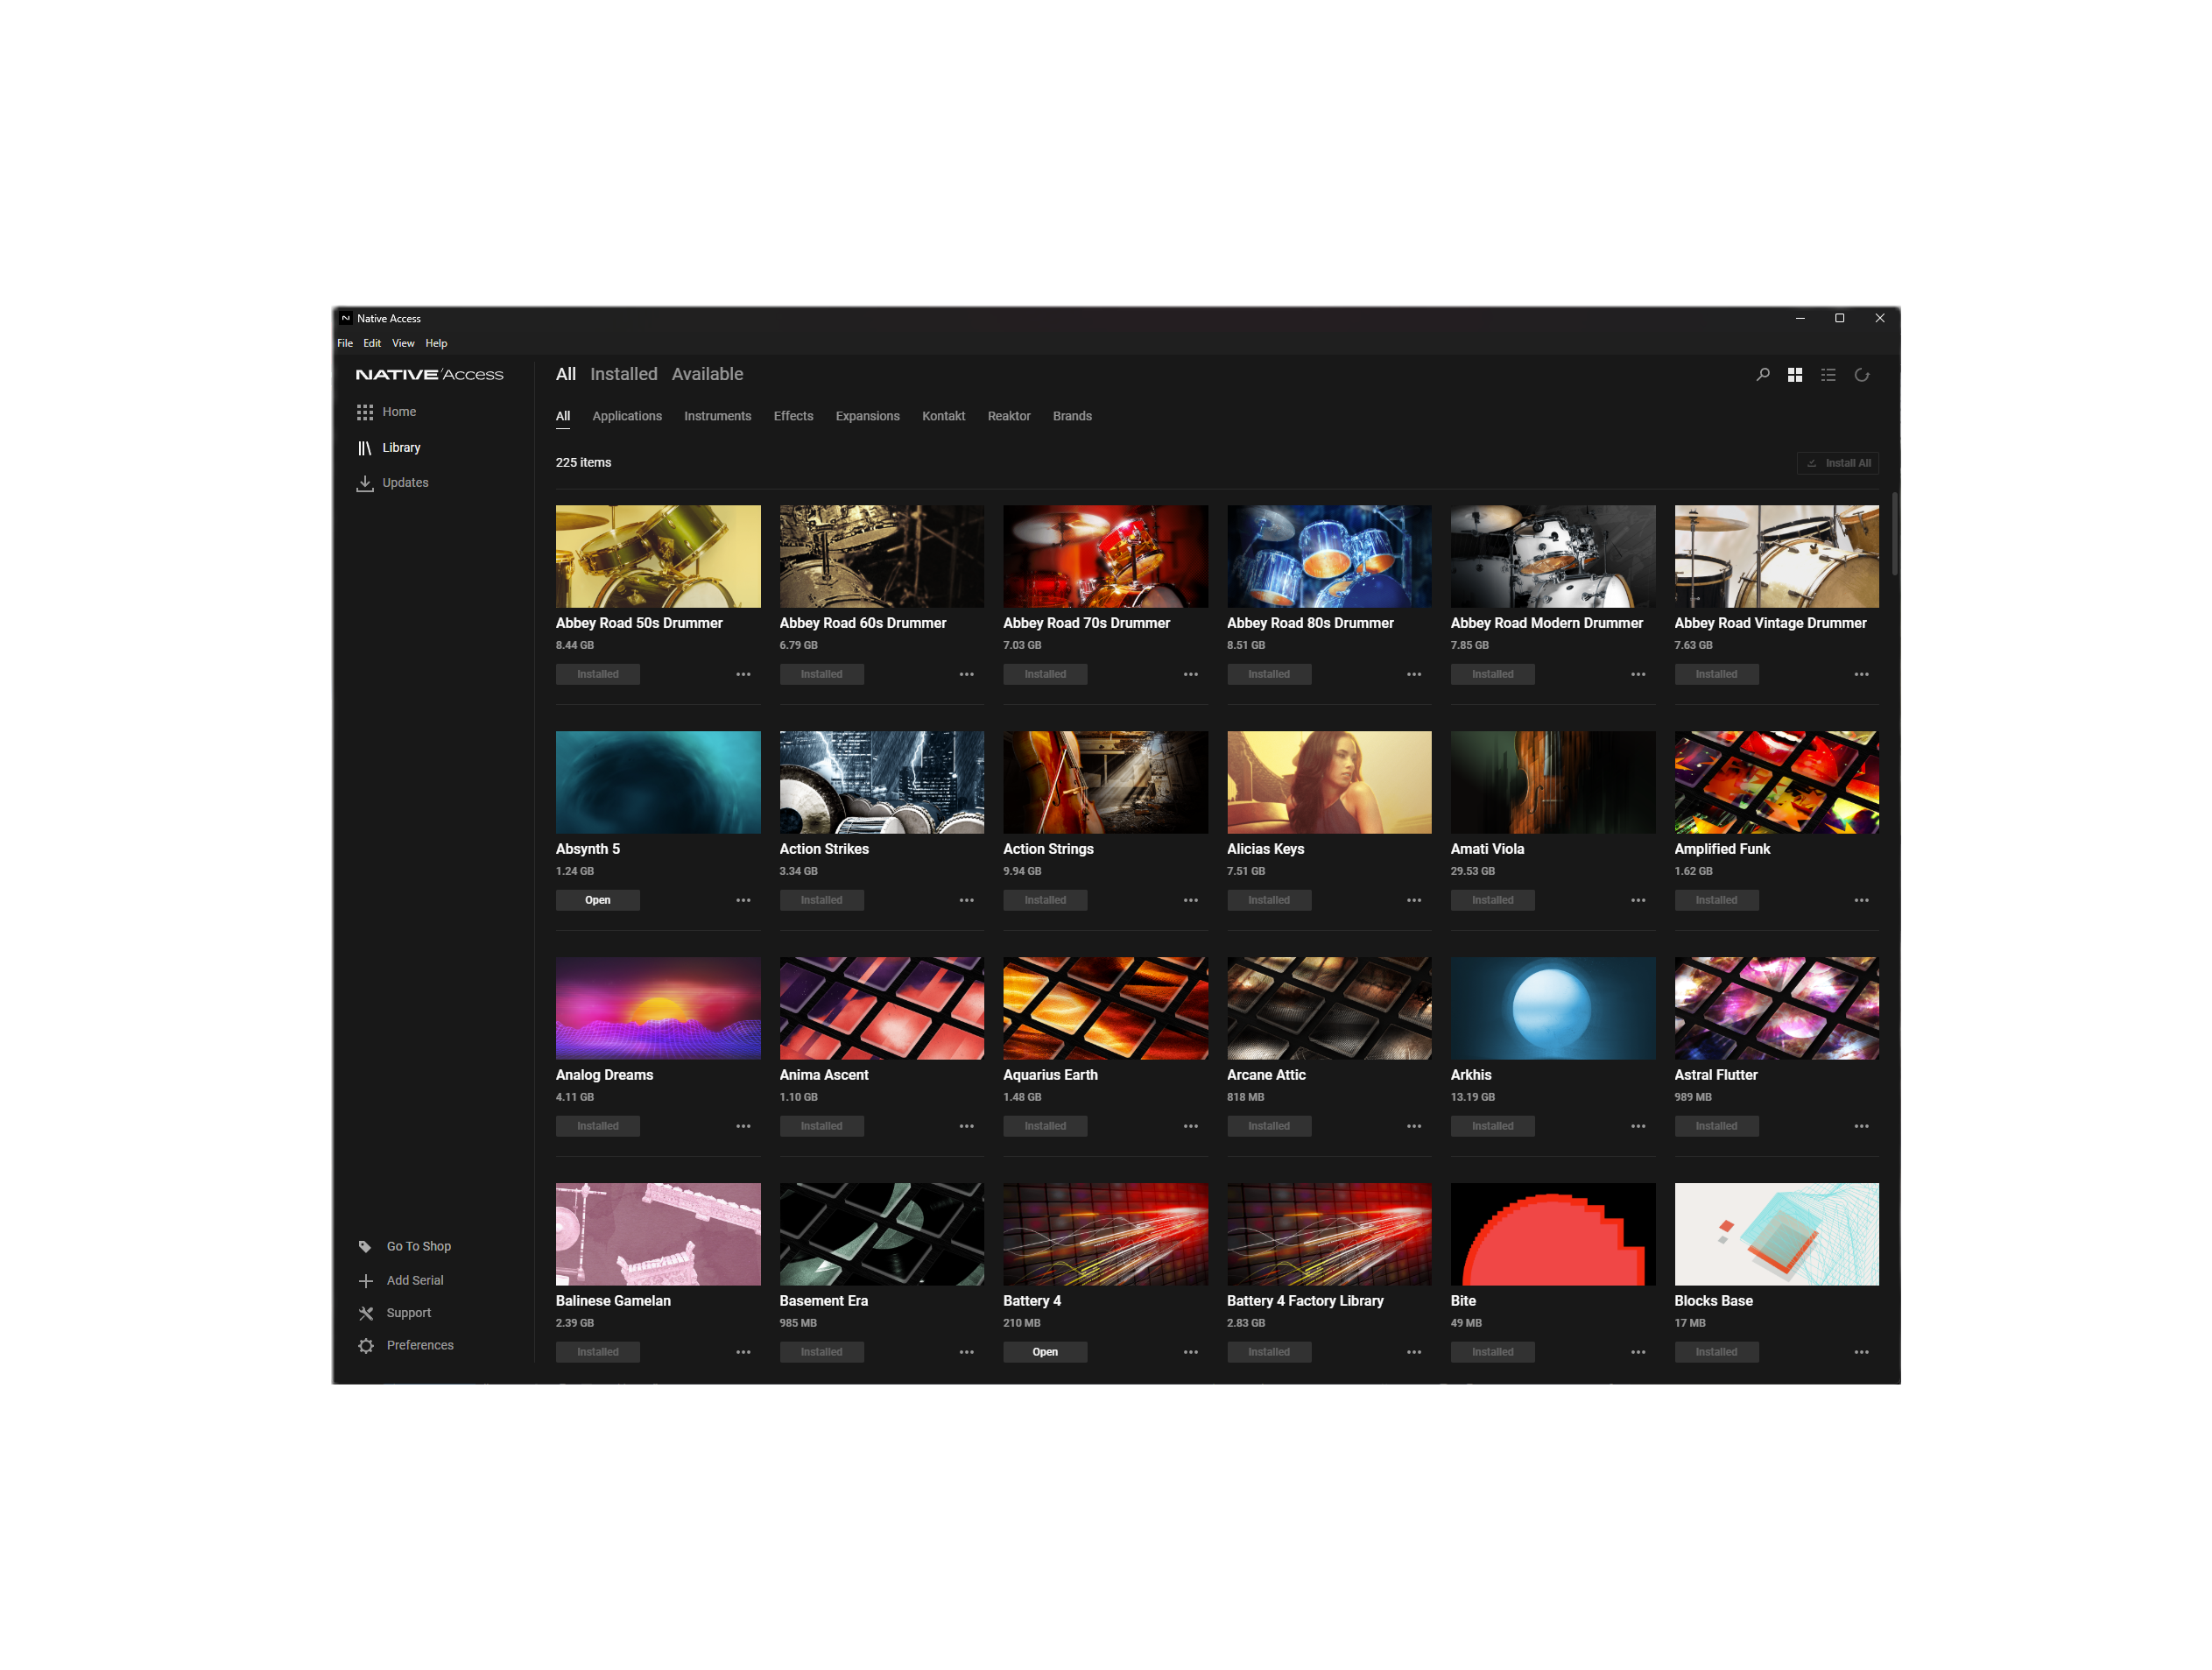 Native Access
File Edit View Help
NATIVE'Access
Home
Library
Updates
Go To Shop
Add Serial
Support
Preferences
All Installed Available
All Applications Instruments Effects Expansions Kontakt Reaktor Brands
225 items
Install All
Abbey Road 50s Drummer Abbey Road 60s Drummer Abbey Road 70s Drummer Abbey Road 80s Drummer Abbey Road Modern Drummer Abbey Road Vintage Drummer
8.44 GB 6.79 GB 7.03 GB 8.51 GB 7.85 GB 7.63 GB
Installed Installed Installed Installed Installed Installed
Absynth 5 Action Strikes Action Strings Alicias Keys Amati Viola Amplified Funk
1.24 GB 3.34 GB 9.94 GB 7.51 GB 29.53 GB 1.62 GB
Open Installed Installed Installed Installed Installed
Analog Dreams Anima Ascent Aquarius Earth Arcane Attic Arkhis Astral Flutter
4.11 GB 1.10 GB 1.48 GB 818 MB 13.19 GB 989 MB
Installed Installed Installed Installed Installed Installed
Balinese Gamelan Basement Era Battery 4 Battery 4 Factory Library Bite Blocks Base
2.39 GB 985 MB 210 MB 2.83 GB 49 MB 17 MB
Installed Installed Open Installed Installed Installed